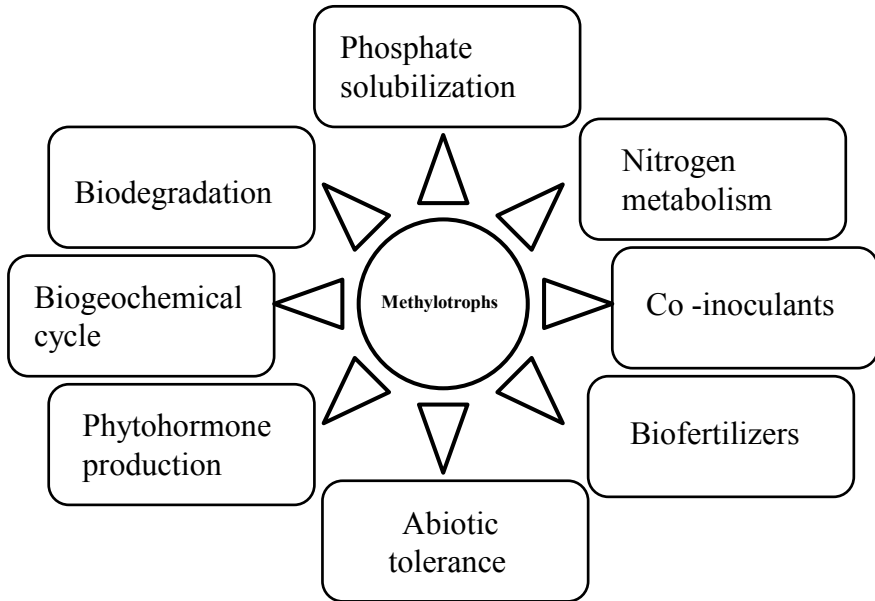 Phosphate
solubilization
Nitrogen
metabolism
Biodegradation
Biogeochemical
cycle
Methylotrophs
Co -inoculants
Phytohormone
production
Biofertilizers
Abiotic
tolerance